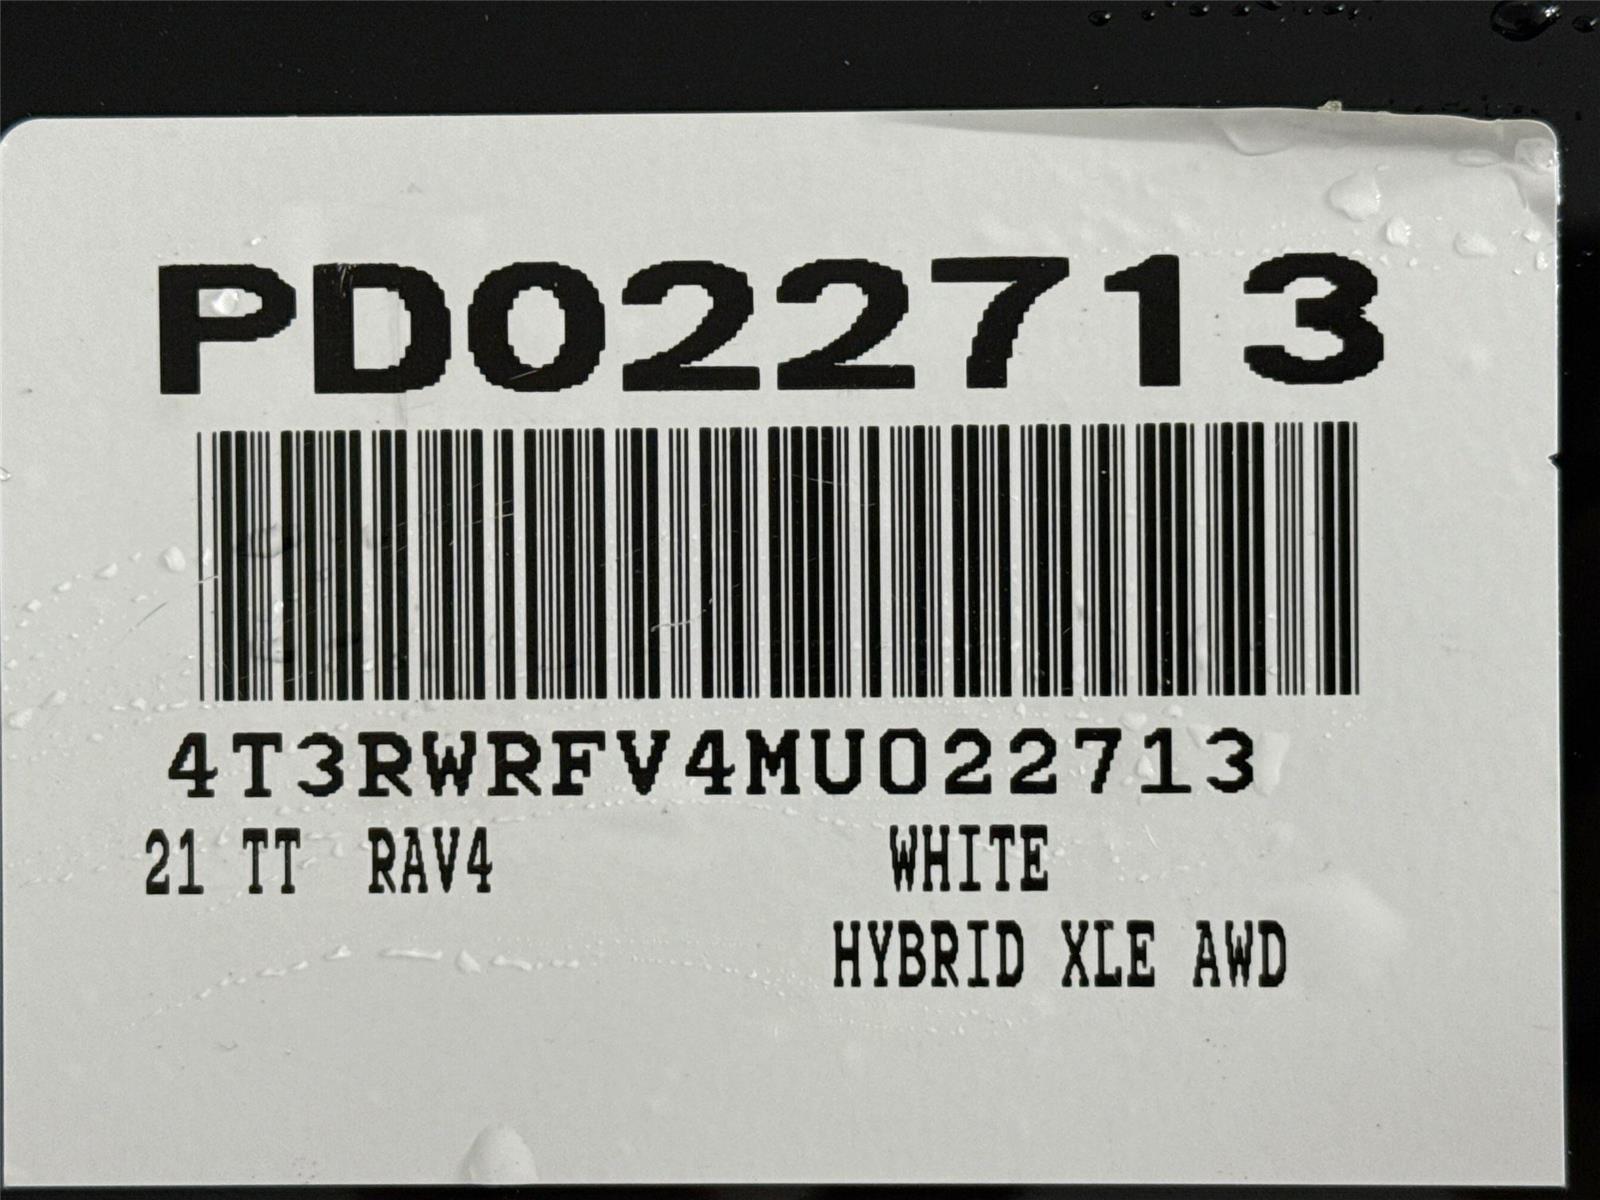 PD022713
4T3RWRFV4MU022713
21 TT RAV4 WHITE
HYBRID XLE AWD